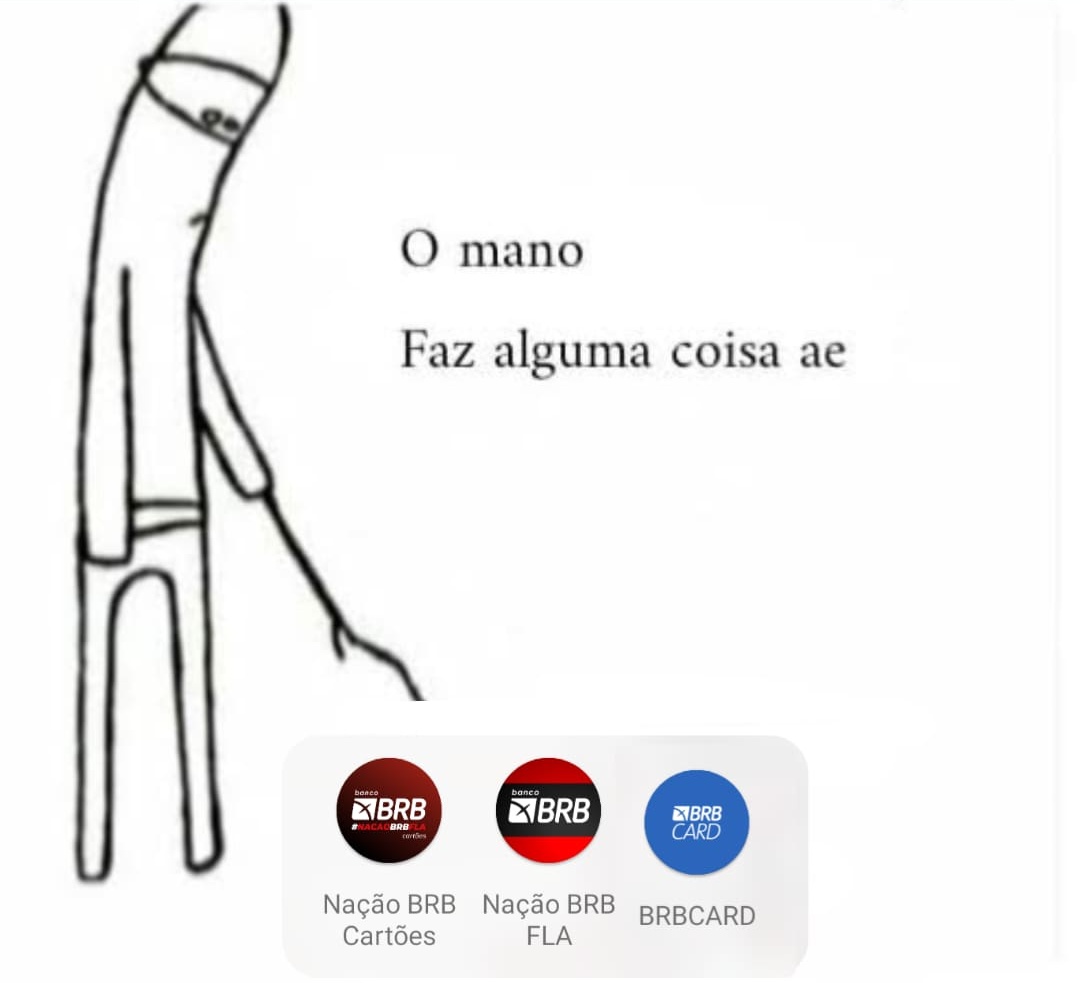 O mano
Faz alguma coisa ae
banco
BRB
#NACAOBRBFLA
cartões
banco
BRB
BRB
CARD
Nação BRB
Cartões
Nação BRB
FLA
BRBCARD